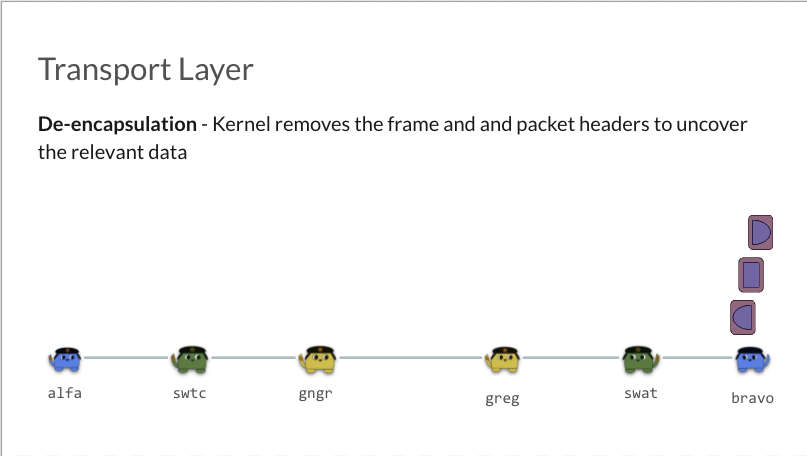 Transport Layer
De-encapsulation - Kernel removes the frame and and packet headers to uncover
the relevant data
alfa
swtc
gngr
greg
swat
bravo